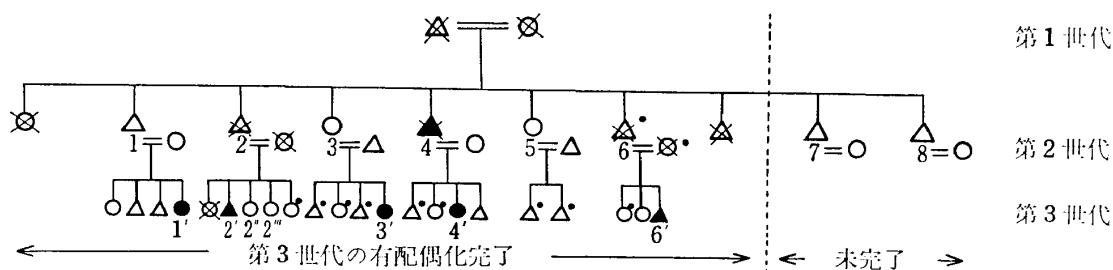 第1世代
1 2 3 4 5 6 7 8 第2世代
1′ 2′ 2″ 2‴ 3′ 4′ 6′ 第3世代
第3世代の有配偶化完了 未完了